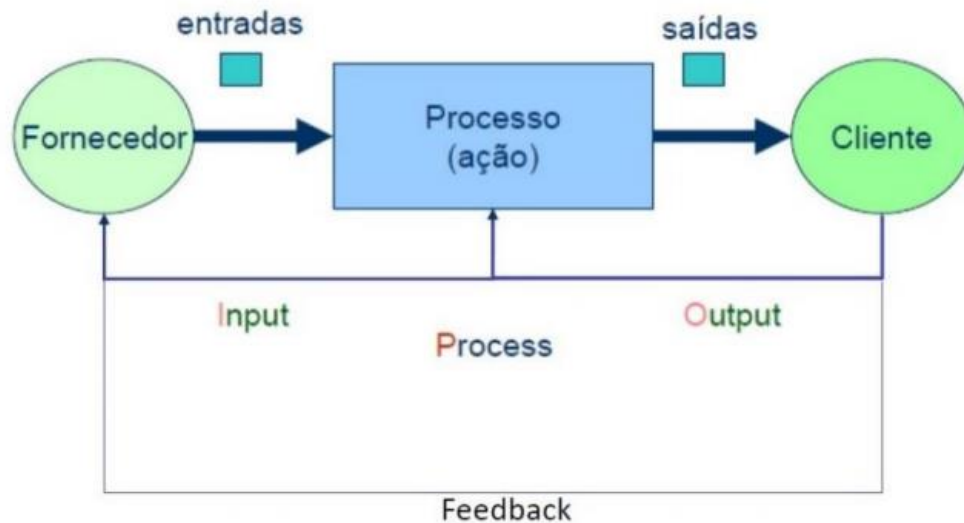 entradas
saídas
Fornecedor
Processo
(ação)
Cliente
Input
Output
Process
Feedback